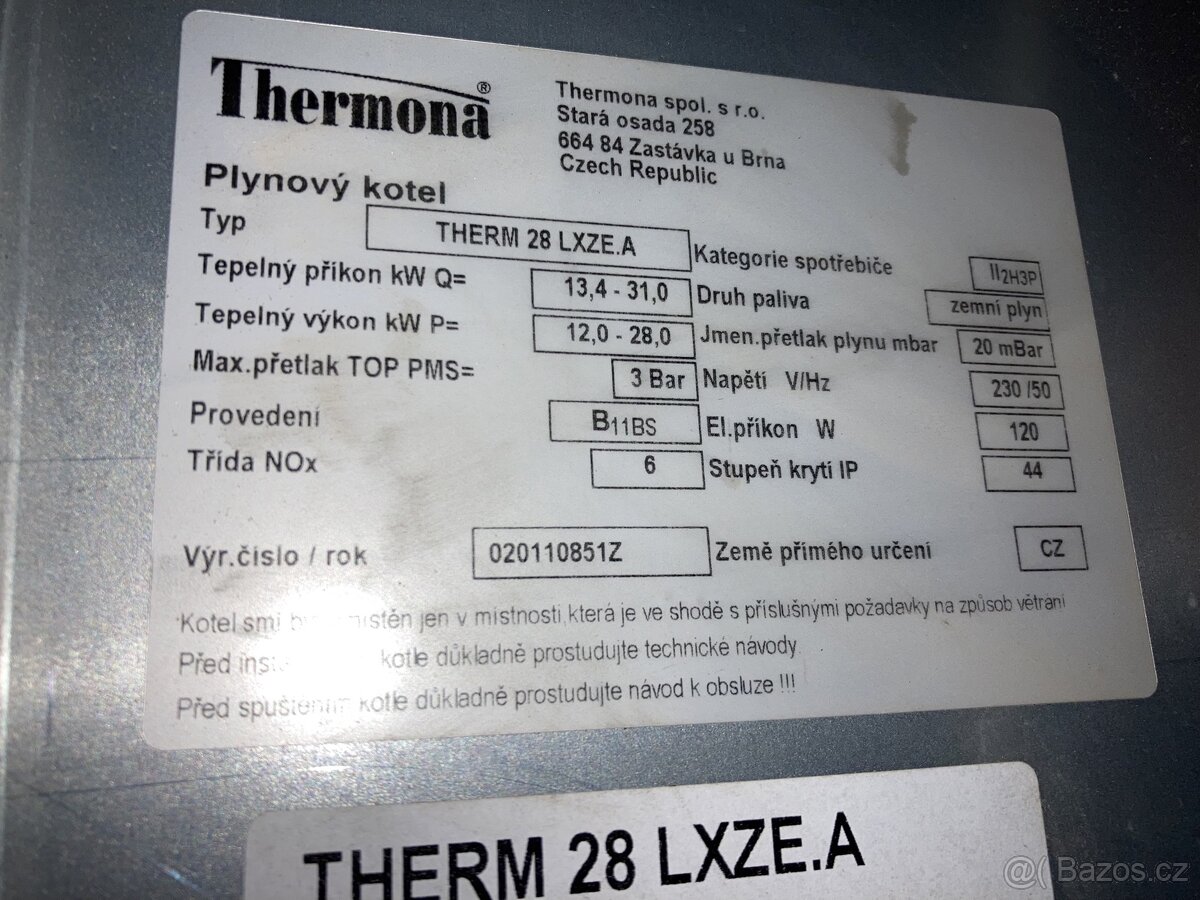 Thermona®
Thermona spol. s r.o.
Stará osada 258
664 84 Zastávka u Brna
Czech Republic
Plynový kotel
Typ THERM 28 LXZE.A Kategorie spotřebiče II2H3P
Tepelný příkon kW Q= 13,4 - 31,0 Druh paliva zemní plyn
Tepelný výkon kW P= 12,0 - 28,0 Jmen.přetlak plynu mbar 20 mBar
Max.přetlak TOP PMS= 3 Bar Napětí V/Hz 230 /50
Provedení B11BS El.příkon W 120
Třída NOx 6 Stupeň krytí IP 44
Výr.číslo / rok 020110851Z Země přímého určení CZ
Kotel smí jen v místnosti,která je ve shodě s příslušnými požadavky na způsob větrání
Před kotle důkladně prostudujte technické návody.
Před spuštením kotle důkladně prostudujte návod k obsluze !!!
THERM 28 LXZE.A
@( Bazos.cz